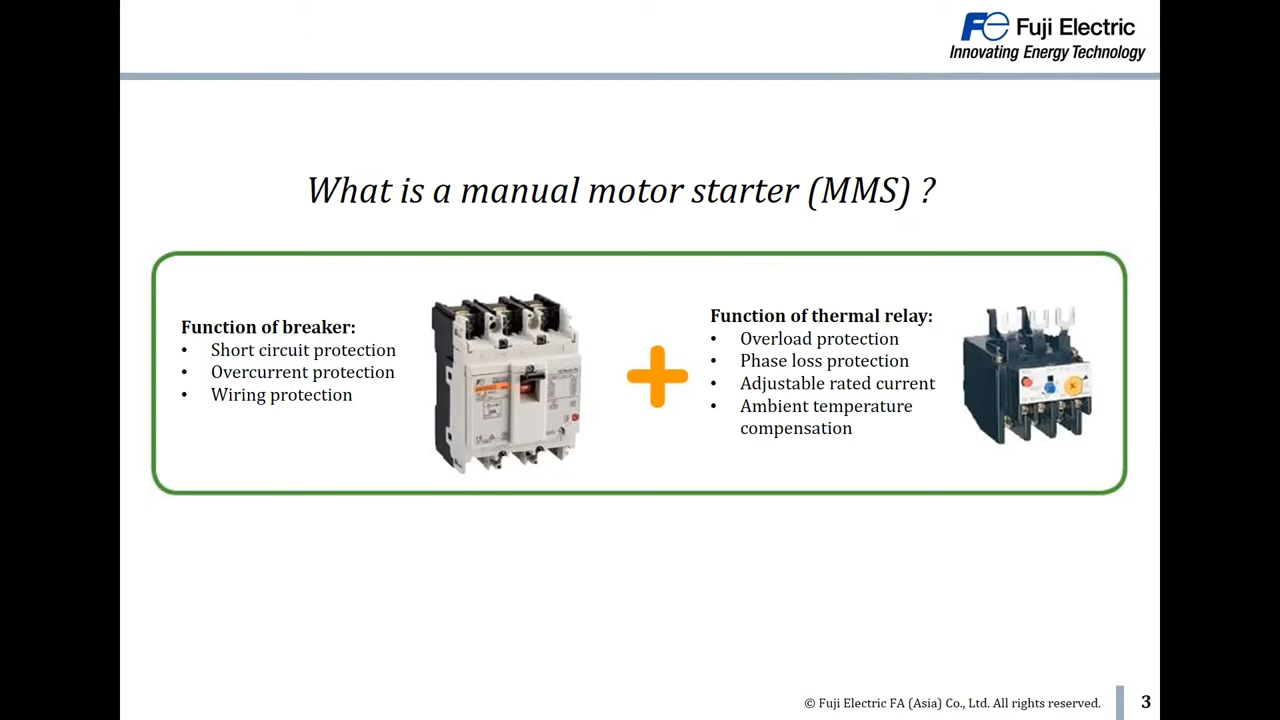 Fuji Electric
Innovating Energy Technology
What is a manual motor starter (MMS) ?
Function of breaker:
• Short circuit protection
• Overcurrent protection
• Wiring protection
Function of thermal relay:
• Overload protection
• Phase loss protection
• Adjustable rated current
• Ambient temperature
compensation
© Fuji Electric FA (Asia) Co., Ltd. All rights reserved.
3